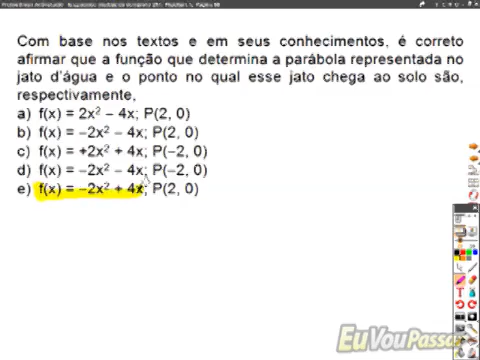 Com base nos textos e em seus conhecimentos, é correto
afirmar que a função que determina a parábola representada no
jato d'água e o ponto no qual esse jato chega ao solo são,
respectivamente,
a) f(x) = 2x² – 4x; P(2, 0)
b) f(x) = –2x² – 4x; P(2, 0)
c) f(x) = +2x² + 4x; P(–2, 0)
d) f(x) = –2x² – 4x; P(–2, 0)
e) f(x) = –2x² + 4x; P(2, 0)
EuVouPassar